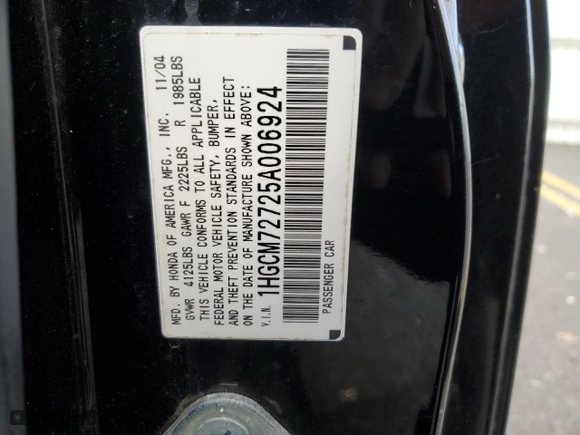 MFD. BY HONDA OF AMERICA MFG., INC. 11/04
GVWR 4125LBS GAWR F 2225LBS R 1985LBS
THIS VEHICLE CONFORMS TO ALL APPLICABLE
FEDERAL MOTOR VEHICLE SAFETY, BUMPER,
AND THEFT PREVENTION STANDARDS IN EFFECT
ON THE DATE OF MANUFACTURE SHOWN ABOVE:
V.I.N. 1HGCM72725A006924
PASSENGER CAR